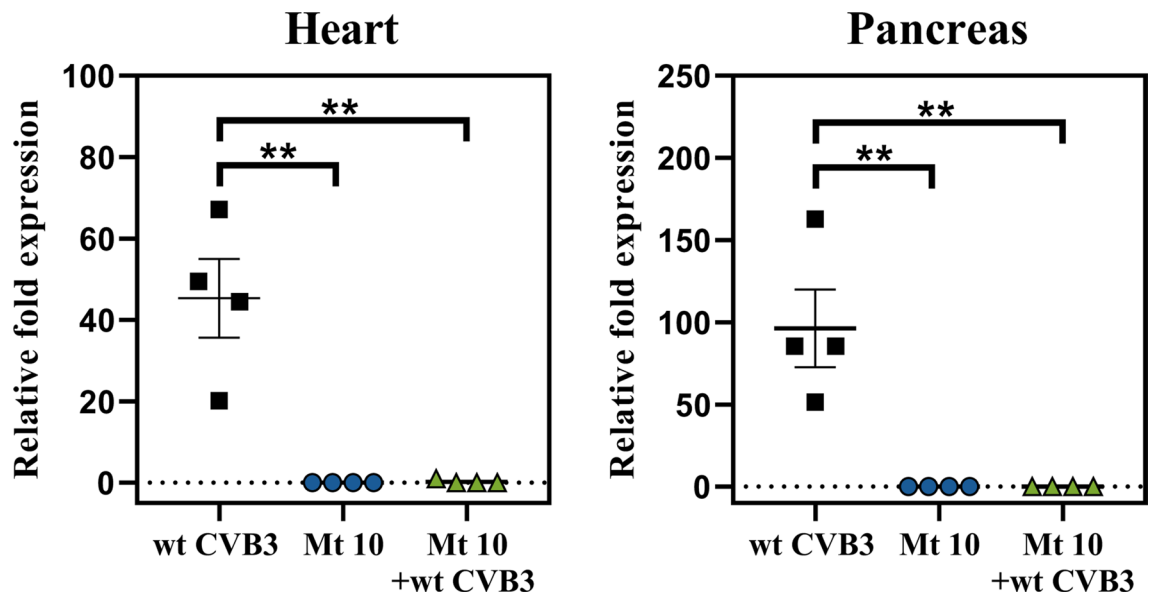 Heart
Relative fold expression
100
80
60
40
20
0
**
**
wt CVB3
Mt 10
Mt 10
+wt CVB3
Pancreas
Relative fold expression
250
200
150
100
50
0
**
**
wt CVB3
Mt 10
Mt 10
+wt CVB3